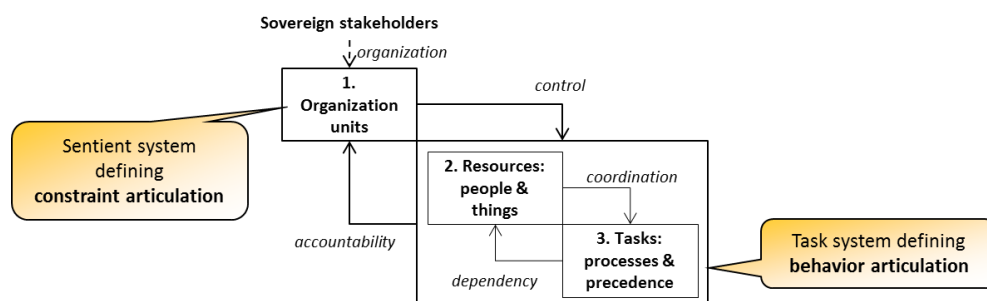 Sovereign stakeholders
organization
1.
Organization
units
control
Sentient system
defining
constraint articulation
2. Resources:
people &
things
coordination
accountability
3. Tasks:
processes &
precedence
dependency
Task system defining
behavior articulation